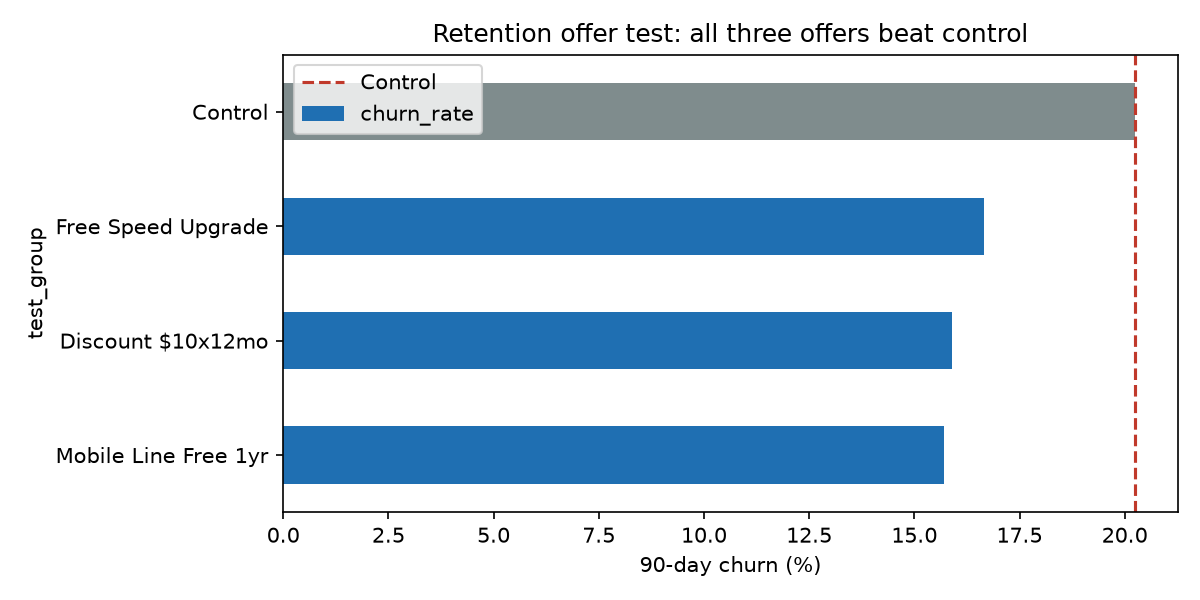 Retention offer test: all three offers beat control
Control
churn_rate
Control
Free Speed Upgrade
Discount $10x12mo
Mobile Line Free 1yr
test_group
0.0 2.5 5.0 7.5 10.0 12.5 15.0 17.5 20.0
90-day churn (%)